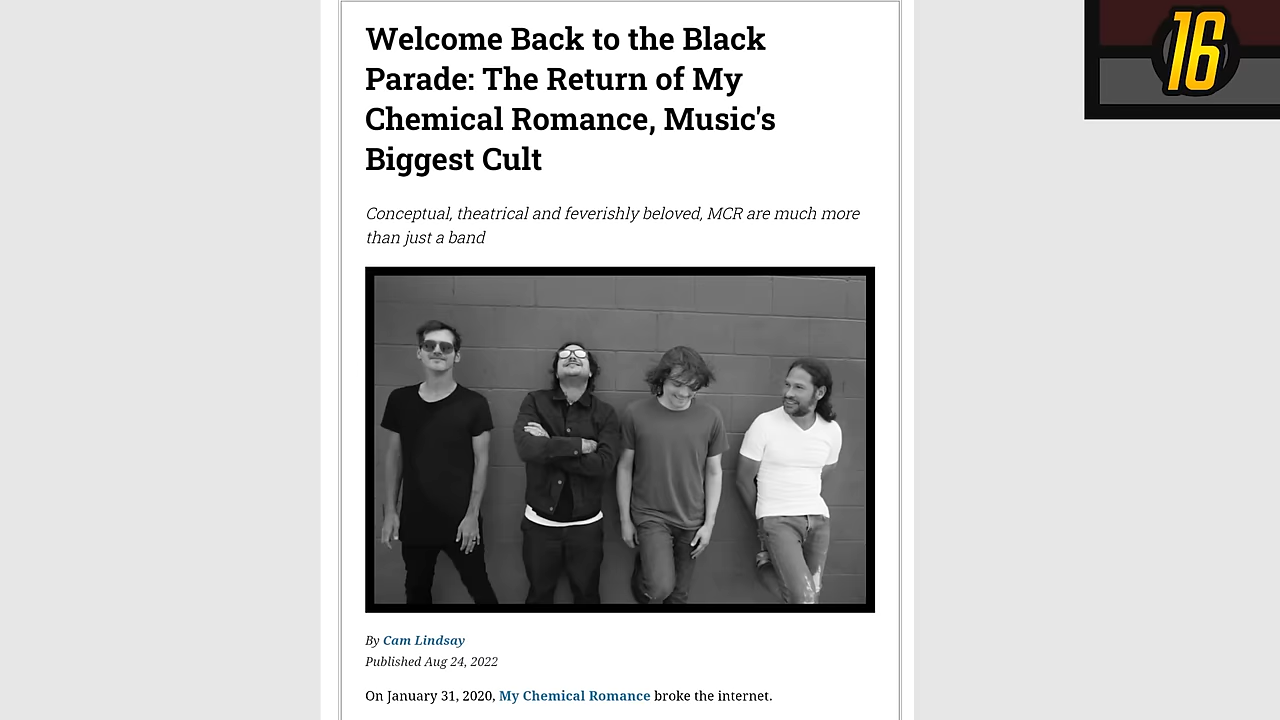 Welcome Back to the Black
Parade: The Return of My
Chemical Romance, Music's
Biggest Cult
Conceptual, theatrical and feverishly beloved, MCR are much more
than just a band
By Cam Lindsay
Published Aug 24, 2022
On January 31, 2020, My Chemical Romance broke the internet.
16